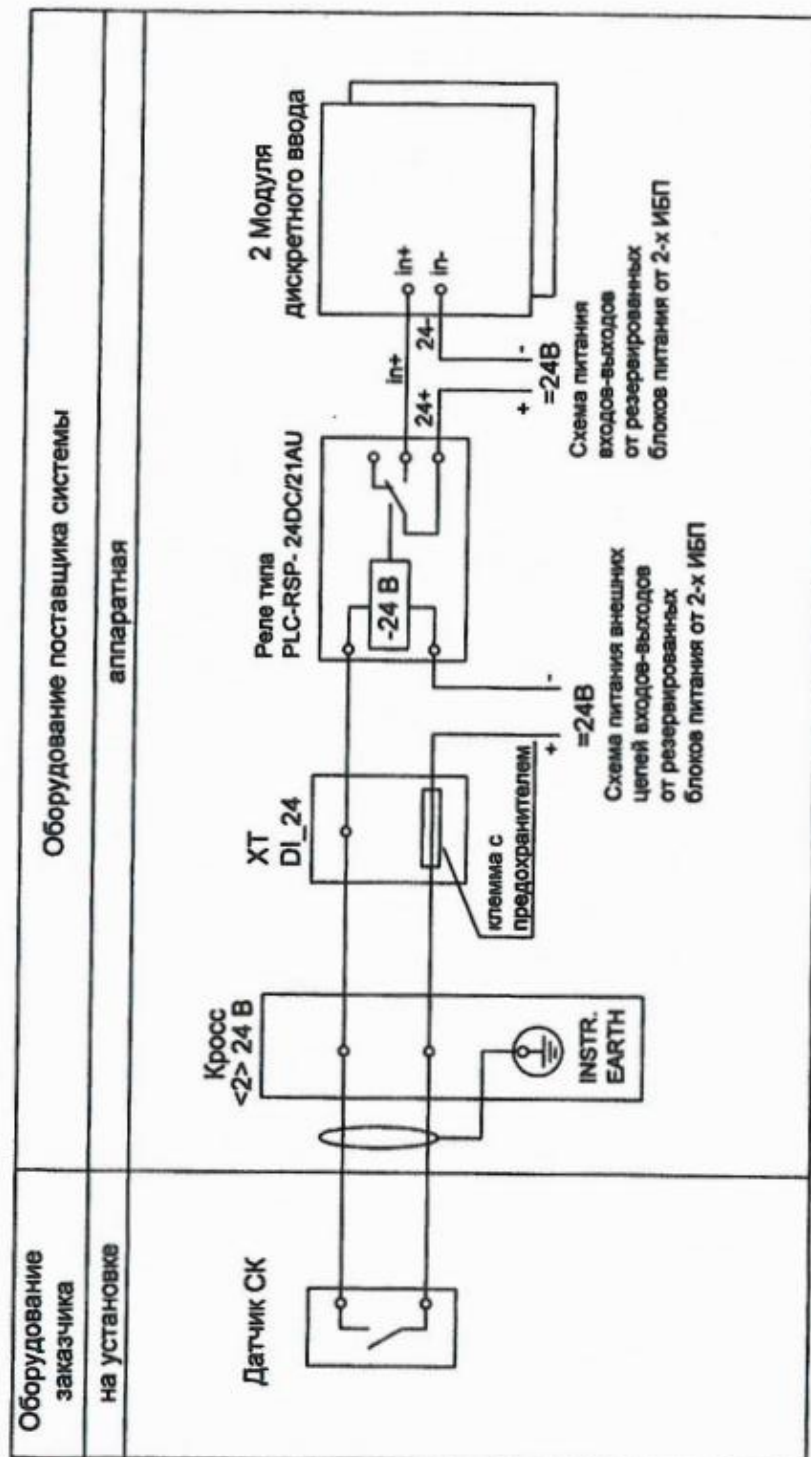 Оборудование
заказчика
Оборудование поставщика системы
на установке
аппаратная
Датчик СК
Кросс
<2> 24 В
INSTR.
EARTH
XT
DI_24
клемма с
предохранителем
Реле типа
PLC-RSP- 24DC/21AU
-24 В
+
-
=24В
Схема питания внешних
цепей входов-выходов
от резервированных
блоков питания от 2-х ИБП
2 Модуля
дискретного ввода
in+
in+
in-
24+
24-
+
-
=24В
Схема питания
входов-выходов
от резервированных
блоков питания от 2-х ИБП